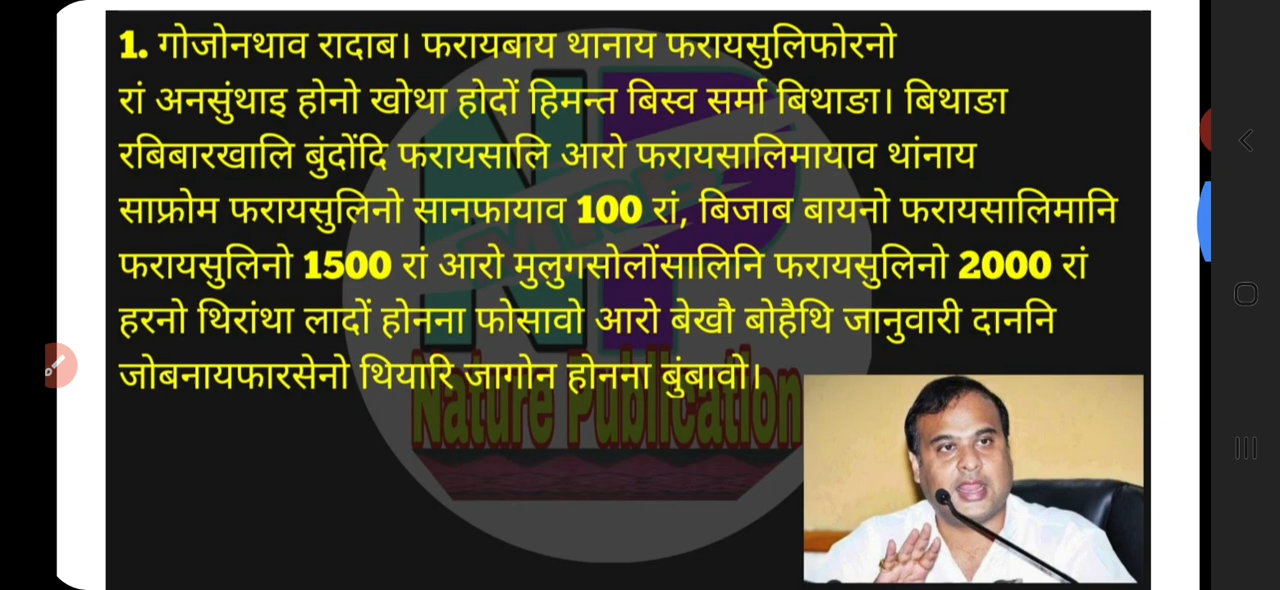 1. गोजोनथाव रादाब। फरायबाय थानाय फरायसुलिफोरनो
रां अनसुंथाइ होनो खोथा होदों हिमन्त बिस्व सर्मा बिथाङा। बिथाङा
रबिबारखालि बुंदोंदि फरायसालि आरो फरायसालिमायाव थांनाय
साफ्रोम फरायसुलिनो सानफायाव 100 रां, बिजाब बायनो फरायसालिमानि
फरायसुलिनो 1500 रां आरो मुलुगसोलोंसालिनि फरायसुलिनो 2000 रां
हरनो थिरांथा लादों होनना फोसावो आरो बेखौ बोहैथि जानुवारी दाननि
जोबनायफारसेनो थियारि जागोन होनना बुंबावो।
Nature Publication